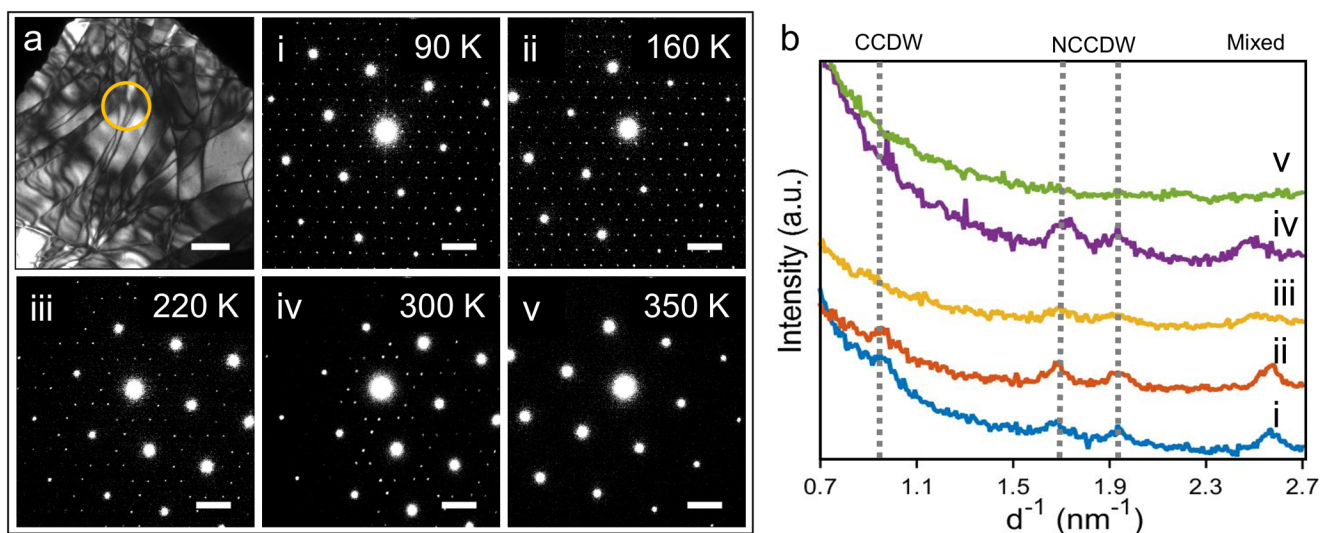 a
i
90 K
ii
160 K
iii
220 K
iv
300 K
v
350 K
b
CCDW NCCDW Mixed
Intensity (a.u.)
v
iv
iii
ii
i
0.7 1.1 1.5 1.9 2.3 2.7
d⁻¹ (nm⁻¹)